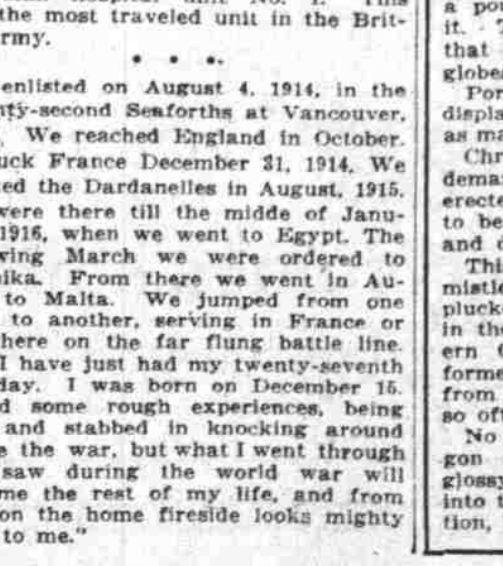 the most traveled unit in the Brit-
rmy.
enlisted on August 4, 1914, in the
ty-second Seaforths at Vancouver,
. We reached England in October.
uck France December 31, 1914. We
ed the Dardanelles in August, 1915.
were there till the midde of Janu-
1916, when we went to Egypt. The
wing March we were ordered to
nika. From there we went in Au-
to Malta. We jumped from one
to another, serving in France or
here on the far flung battle line.
I have just had my twenty-seventh
day. I was born on December 15.
d some rough experiences, being
and stabbed in knocking around
e the war, but what I went through
saw during the world war will
me the rest of my life, and from
on the home fireside looks mighty
to me."
a pou
it.
that
globe
Por
displa
as ma
Chr
dema
erecte
to be
and
Thi
mistle
plucke
in the
ern
forme
from
so oft
No
gon
glossy
into
tion,